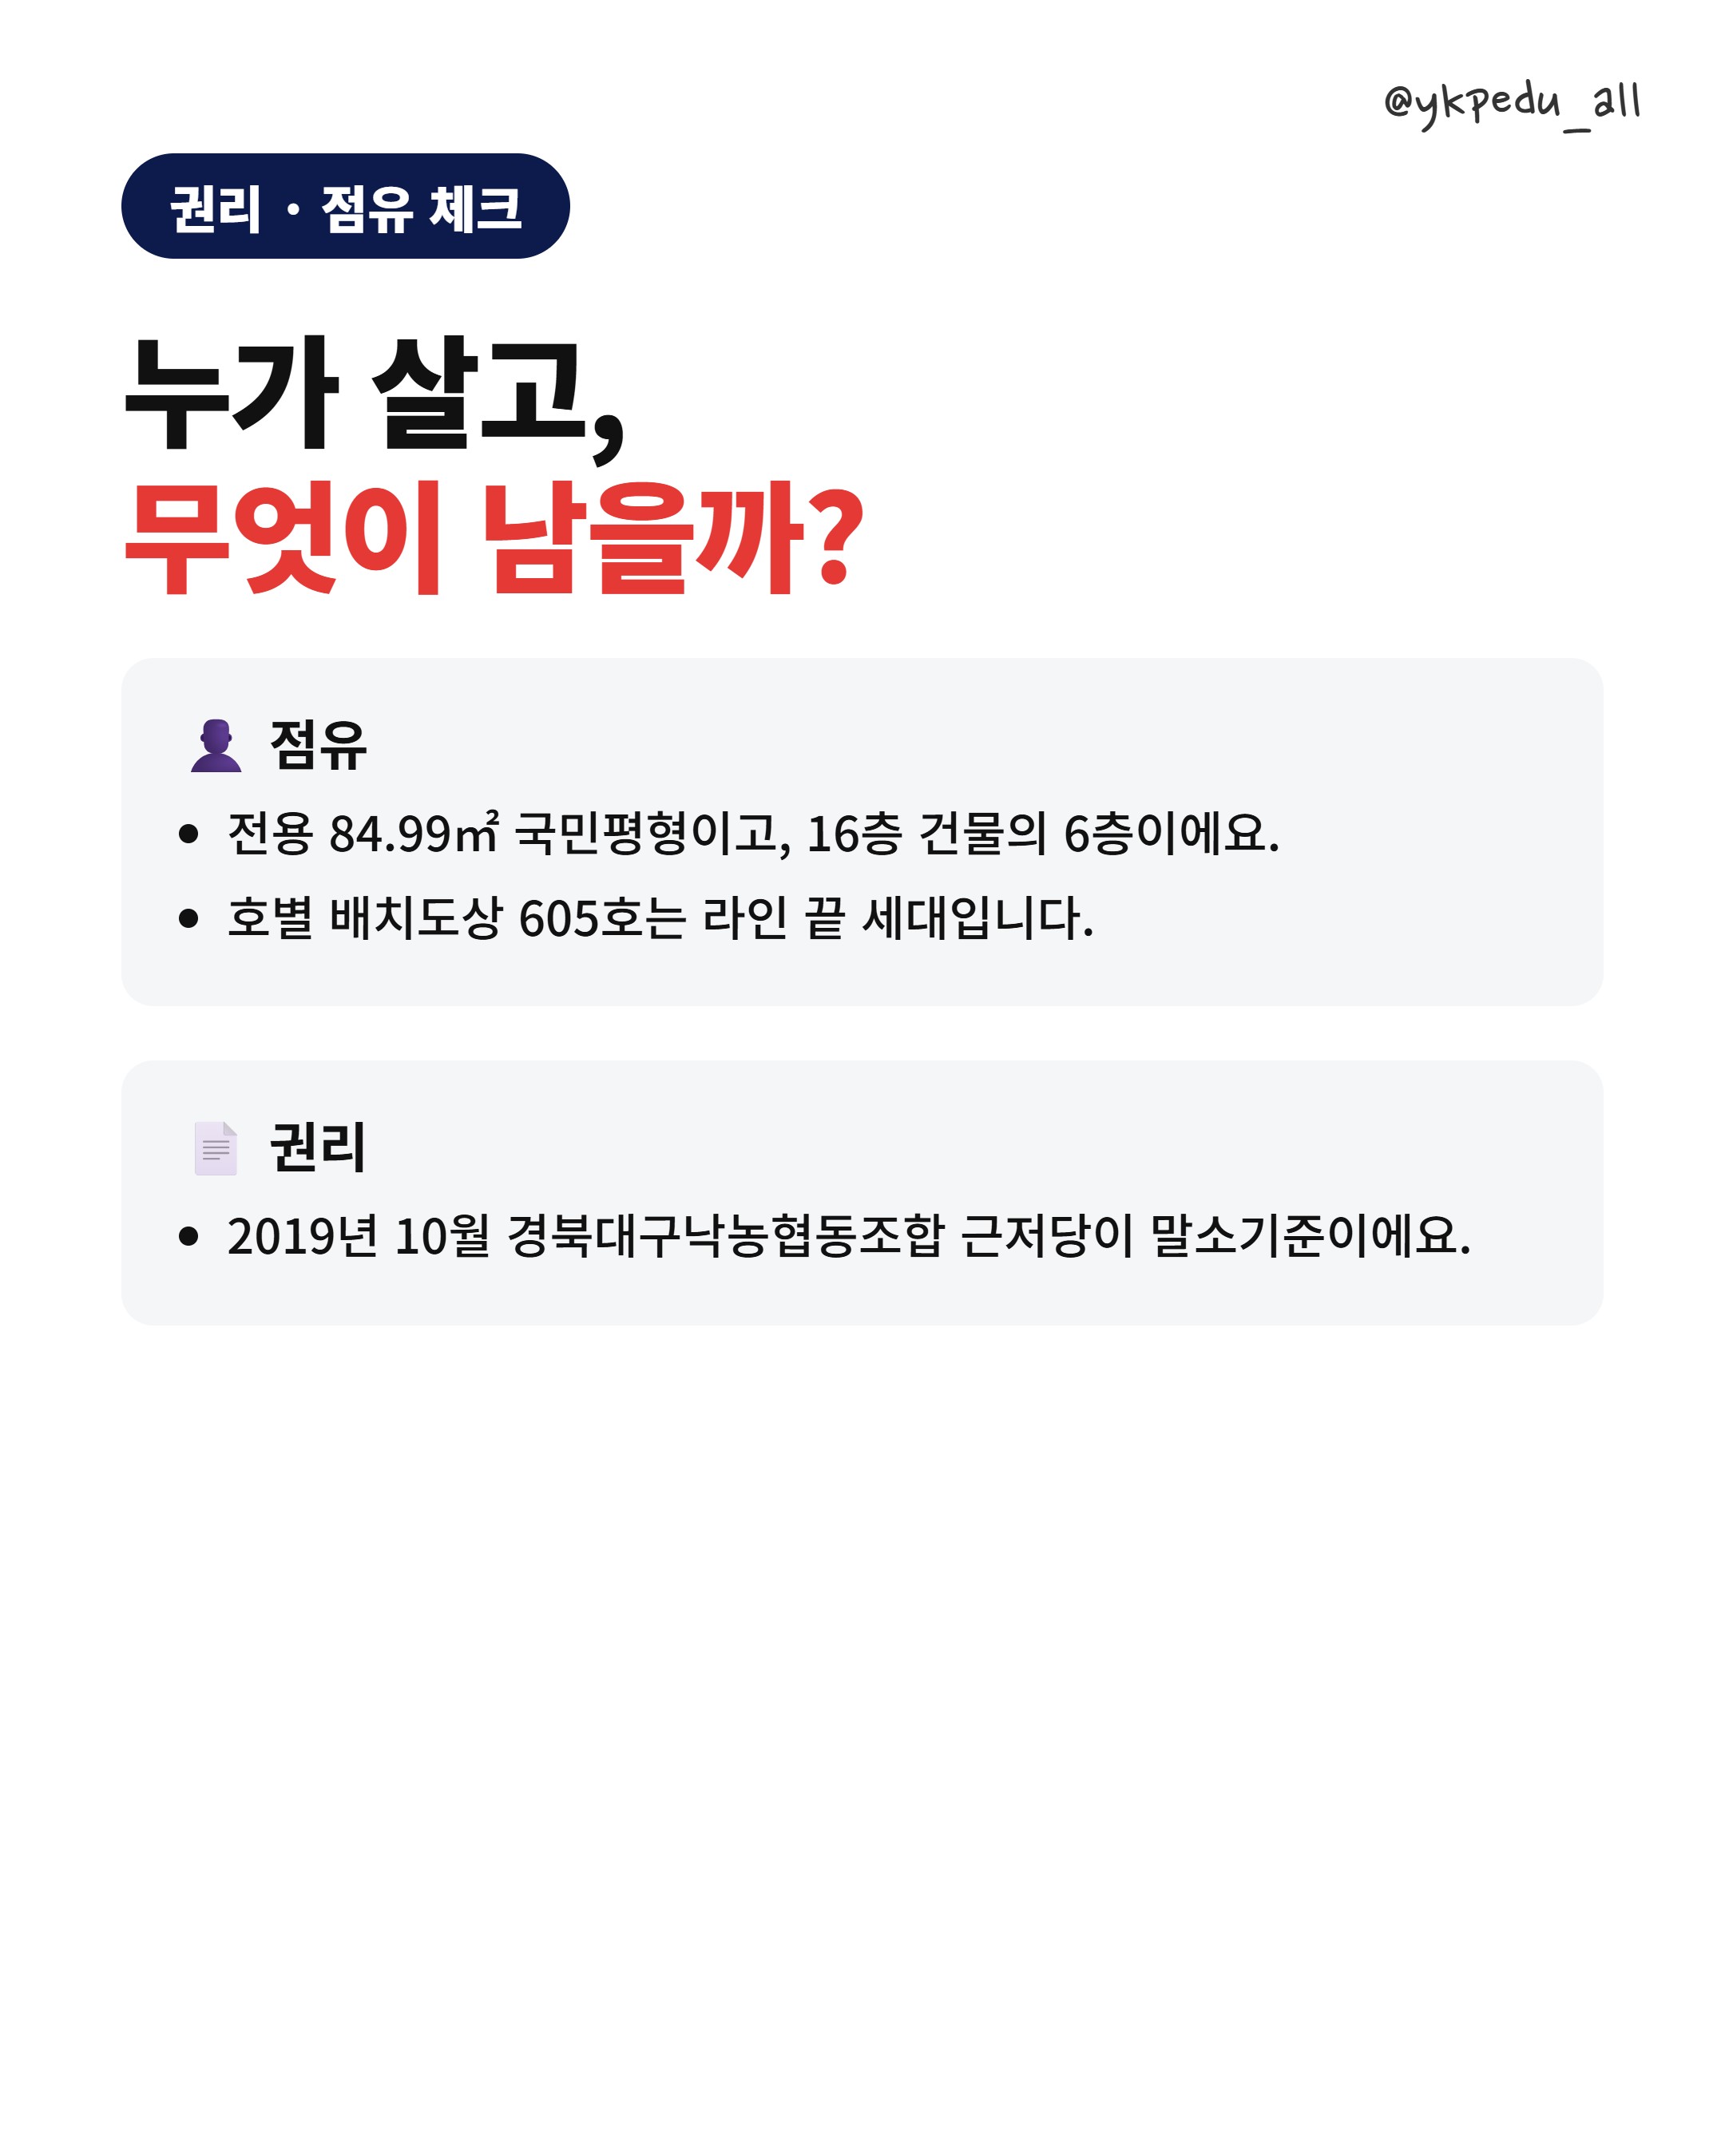 @ykpedu_all
권리 · 점유 체크
누가 살고,
무엇이 남을까?
점유
• 전용 84.99㎡ 국민평형이고, 16층 건물의 6층이에요.
• 호별 배치도상 605호는 라인 끝 세대입니다.
권리
• 2019년 10월 경북대구낙농협동조합 근저당이 말소기준이에요.